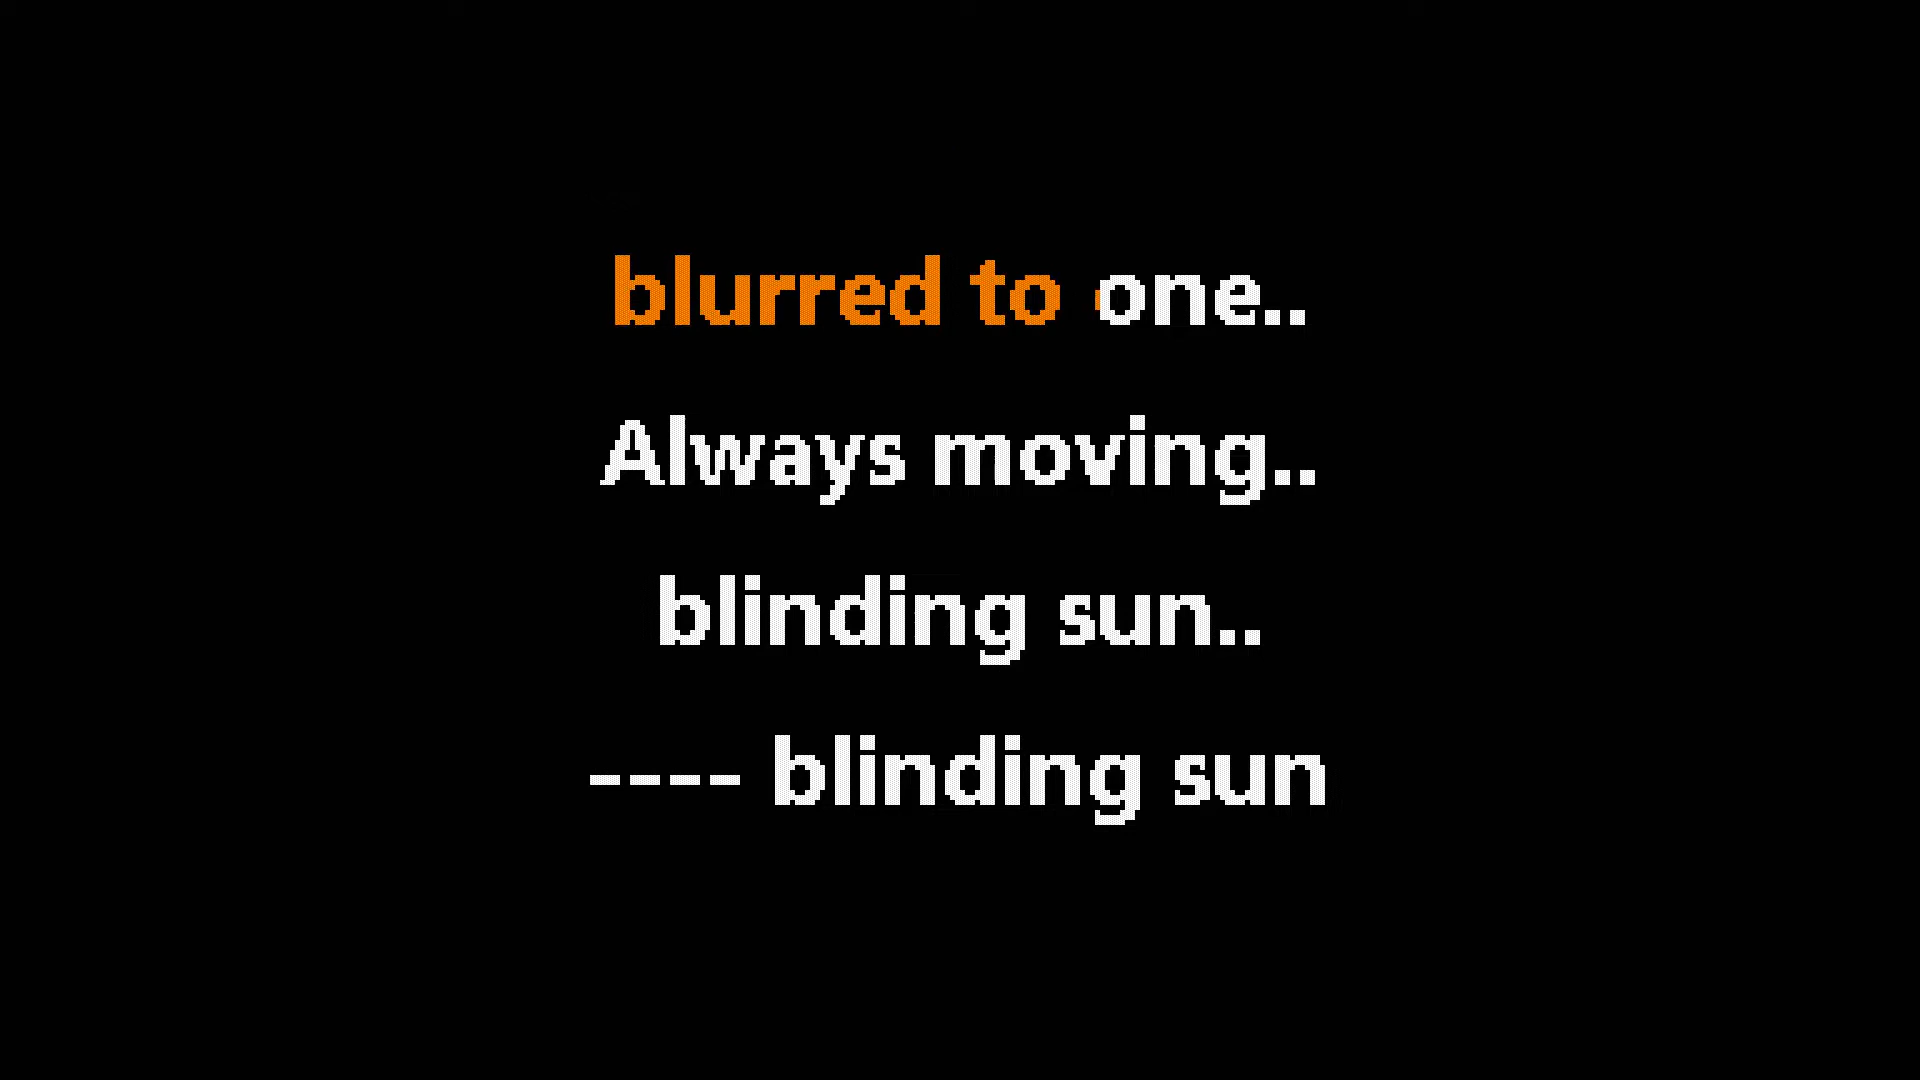 blurred to one..
Always moving..
blinding sun..
---- blinding sun